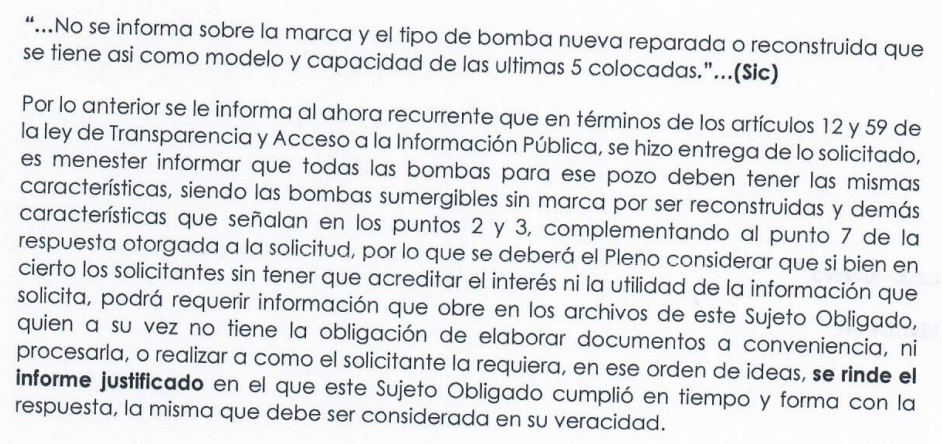 “...No se informa sobre la marca y el tipo de bomba nueva reparada o reconstruida que
se tiene asi como modelo y capacidad de las ultimas 5 colocadas.”...(Sic)
Por lo anterior se le informa al ahora recurrente que en términos de los artículos 12 y 59 de
la ley de Transparencia y Acceso a la Información Pública, se hizo entrega de lo solicitado,
es menester informar que todas las bombas para ese pozo deben tener las mismas
características, siendo las bombas sumergibles sin marca por ser reconstruidas y demás
características que señalan en los puntos 2 y 3, complementando al punto 7 de la
respuesta otorgada a la solicitud, por lo que se deberá el Pleno considerar que si bien en
cierto los solicitantes sin tener que acreditar el interés ni la utilidad de la información que
solicita, podrá requerir información que obre en los archivos de este Sujeto Obligado,
quien a su vez no tiene la obligación de elaborar documentos a conveniencia, ni
procesarla, o realizar a como el solicitante la requiera, en ese orden de ideas, se rinde el
informe justificado en el que este Sujeto Obligado cumplió en tiempo y forma con la
respuesta, la misma que debe ser considerada en su veracidad.